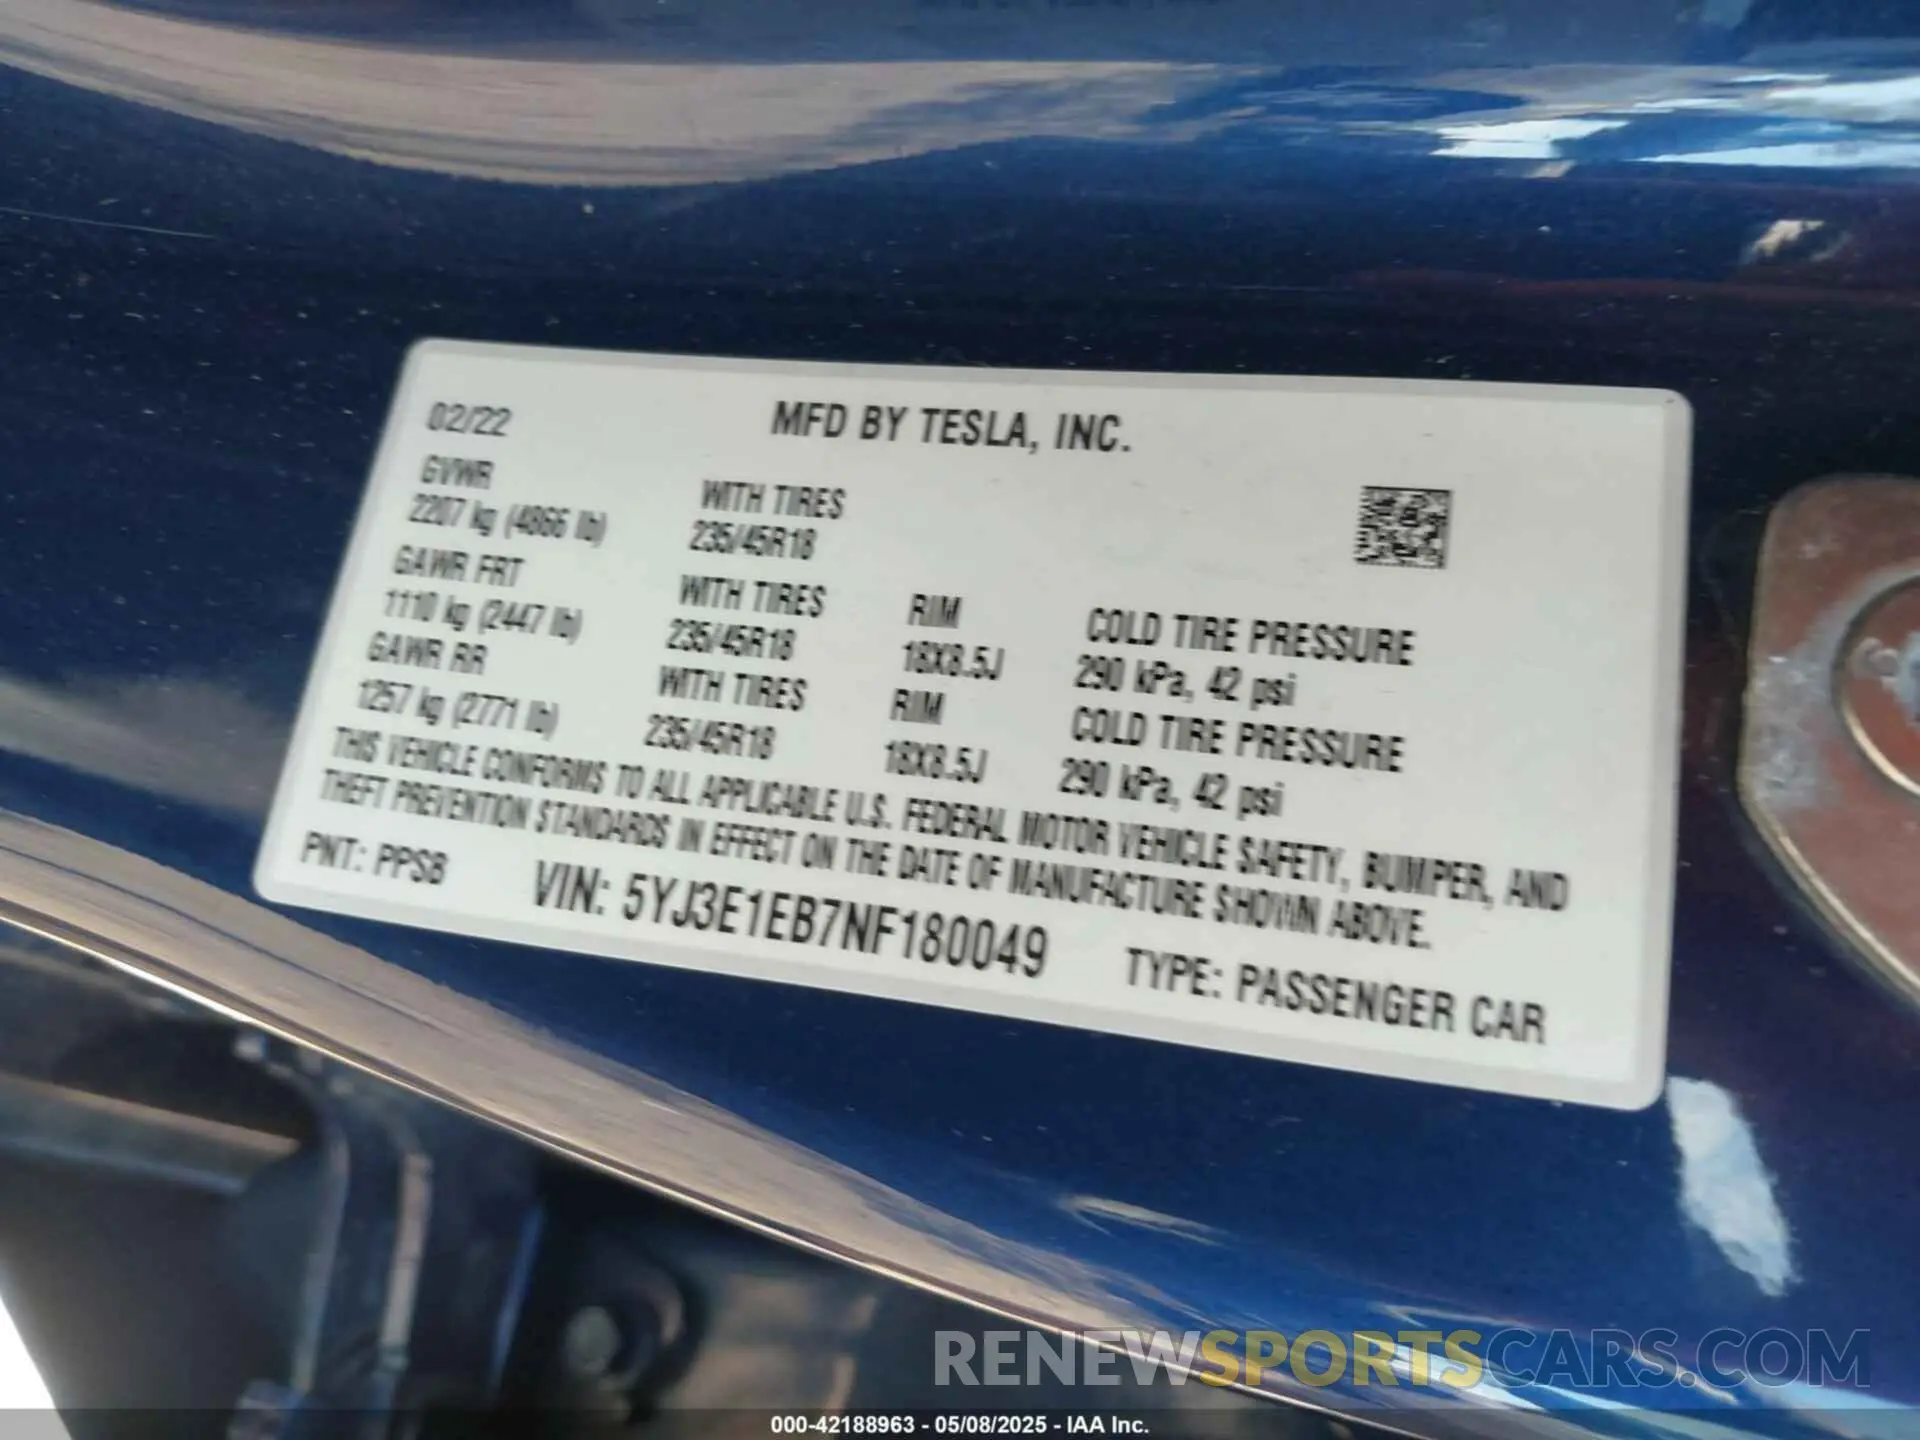 02/22 MFD BY TESLA, INC.
GVWR WITH TIRES
2207 kg (4866 lb) 235/45R18
GAWR FRT WITH TIRES RIM COLD TIRE PRESSURE
1110 kg (2447 lb) 235/45R18 18X8.5J 290 kPa, 42 psi
GAWR RR WITH TIRES RIM COLD TIRE PRESSURE
1257 kg (2771 lb) 235/45R18 18X8.5J 290 kPa, 42 psi
THIS VEHICLE CONFORMS TO ALL APPLICABLE U.S. FEDERAL MOTOR VEHICLE SAFETY, BUMPER, AND
THEFT PREVENTION STANDARDS IN EFFECT ON THE DATE OF MANUFACTURE SHOWN ABOVE.
PNT: PPSB VIN: 5YJ3E1EB7NF180049 TYPE: PASSENGER CAR
RENEWSPORTSCARS.COM
000-42188963 - 05/08/2025 - IAA Inc.